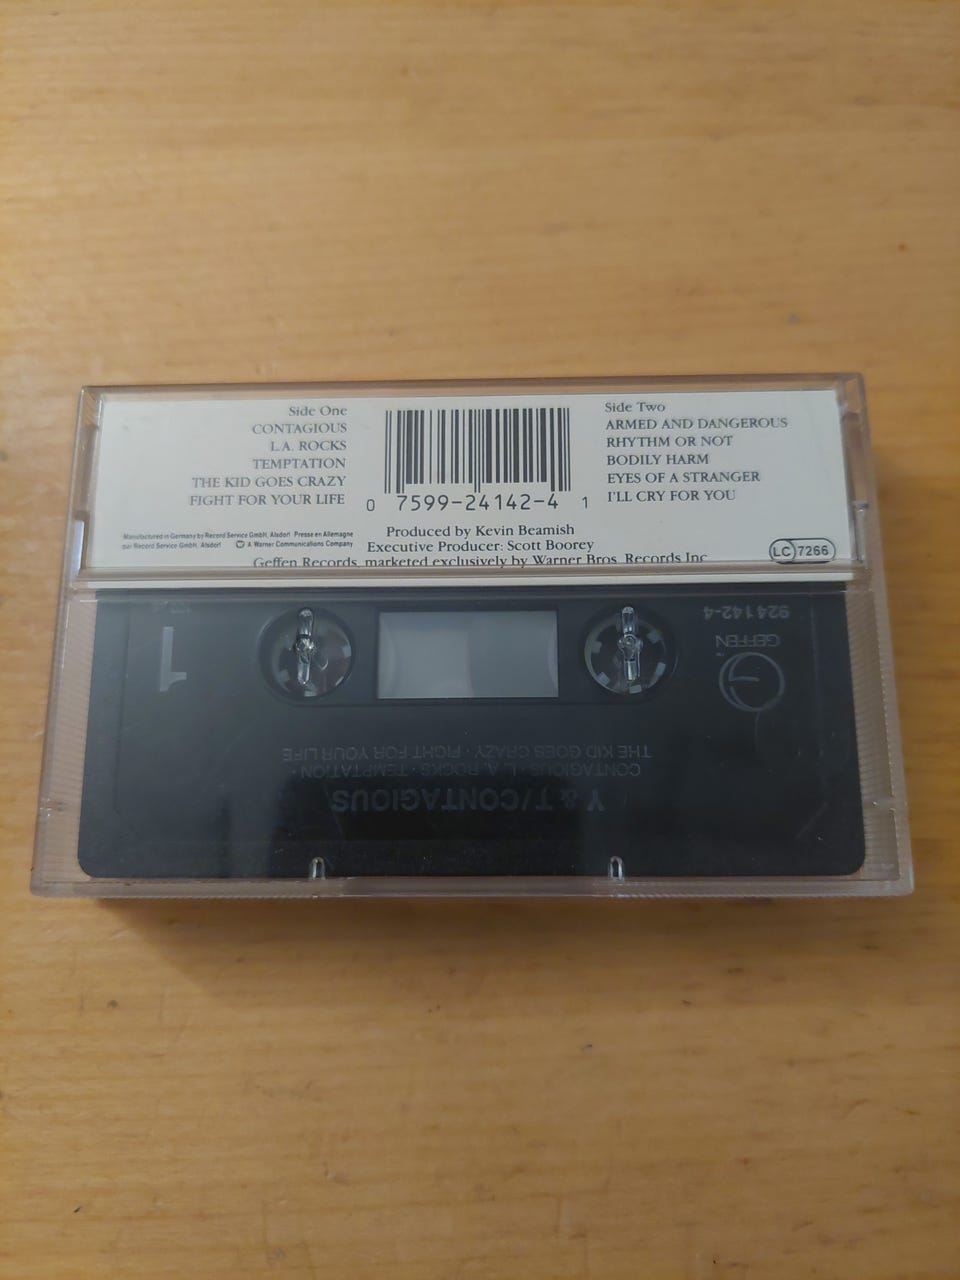 Side One
CONTAGIOUS
L.A. ROCKS
TEMPTATION
THE KID GOES CRAZY
FIGHT FOR YOUR LIFE
0 7599-24142-4 1
Side Two
ARMED AND DANGEROUS
RHYTHM OR NOT
BODILY HARM
EYES OF A STRANGER
I'LL CRY FOR YOU
Manufactured in Germany by Record Service GmbH, Alsdorf Presse en Allemagne
par Record Service GmbH, Alsdorf A Warner Communications Company
Produced by Kevin Beamish
Executive Producer: Scott Boorey
Geffen Records, marketed exclusively by Warner Bros. Records Inc
LC 7266
Y & T/CONTAGIOUS
CONTAGIOUS · L.A. ROCKS · TEMPTATION ·
THE KID GOES CRAZY · FIGHT FOR YOUR LIFE
GEFFEN
TM
924142-4
1